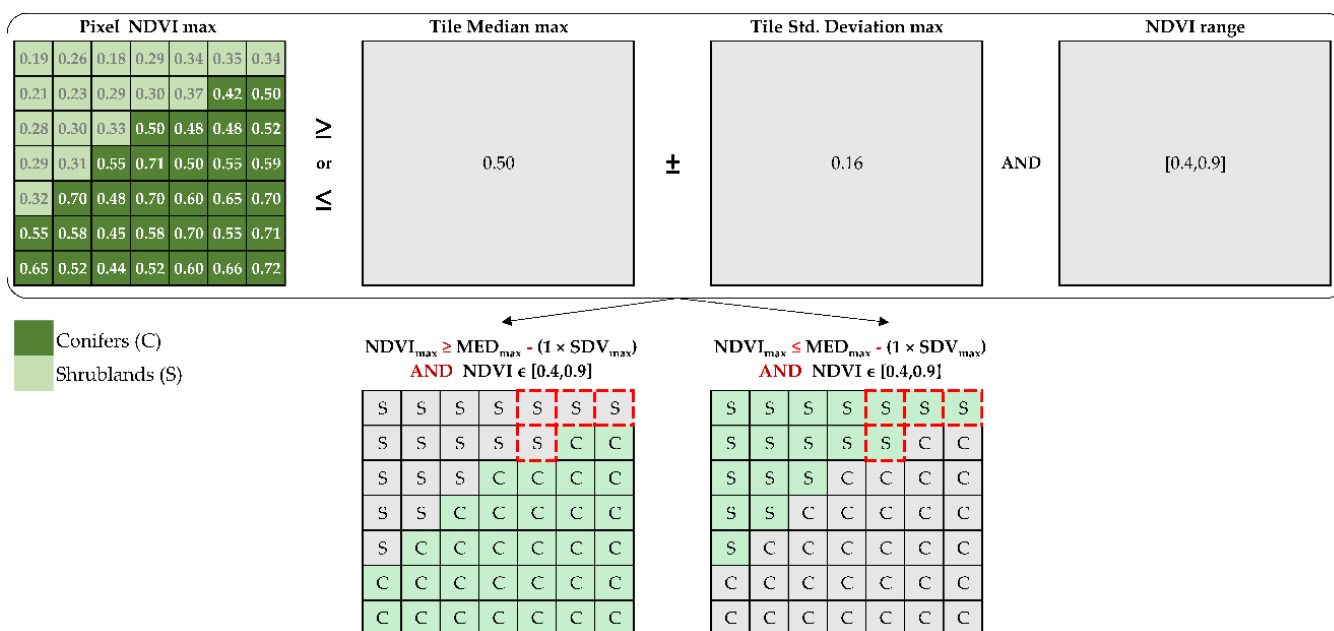 Pixel NDVI max
Tile Median max
Tile Std. Deviation max
NDVI range
0.19 0.26 0.18 0.29 0.34 0.35 0.34
0.21 0.23 0.29 0.30 0.37 0.42 0.50
0.28 0.30 0.33 0.50 0.48 0.48 0.52
0.29 0.31 0.55 0.71 0.50 0.55 0.59
0.32 0.70 0.48 0.70 0.60 0.65 0.70
0.55 0.58 0.45 0.58 0.70 0.55 0.71
0.65 0.52 0.44 0.52 0.60 0.66 0.72
≥
or
≤
0.50
±
0.16
AND
[0.4,0.9]
Conifers (C)
Shrublands (S)
NDVImax ≥ MEDmax - (1 × SDVmax)
AND NDVI ϵ [0.4,0.9]
S S S S S S S
S S S S S C C
S S S C C C C
S S C C C C C
S C C C C C C
C C C C C C C
C C C C C C C
NDVImax ≤ MEDmax - (1 × SDVmax)
AND NDVI ϵ [0.4,0.9]
S S S S S S S
S S S S S C C
S S S C C C C
S S C C C C C
S C C C C C C
C C C C C C C
C C C C C C C